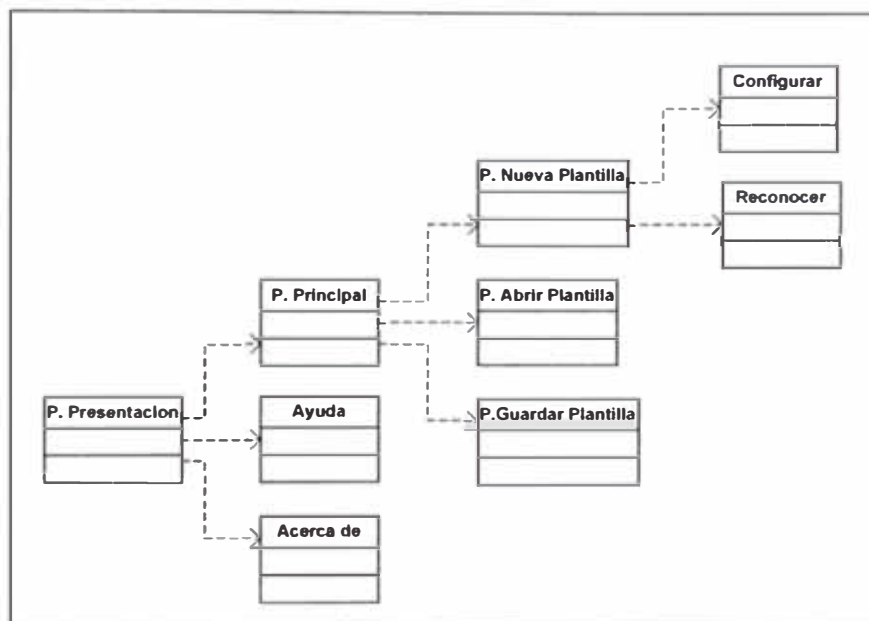 Configurar
P. Nueva Plantilla
Reconocer
P. Principal
P. Abrir Plantilla
P. Presentacion
Ayuda
P.Guardar Plantilla
Acerca de